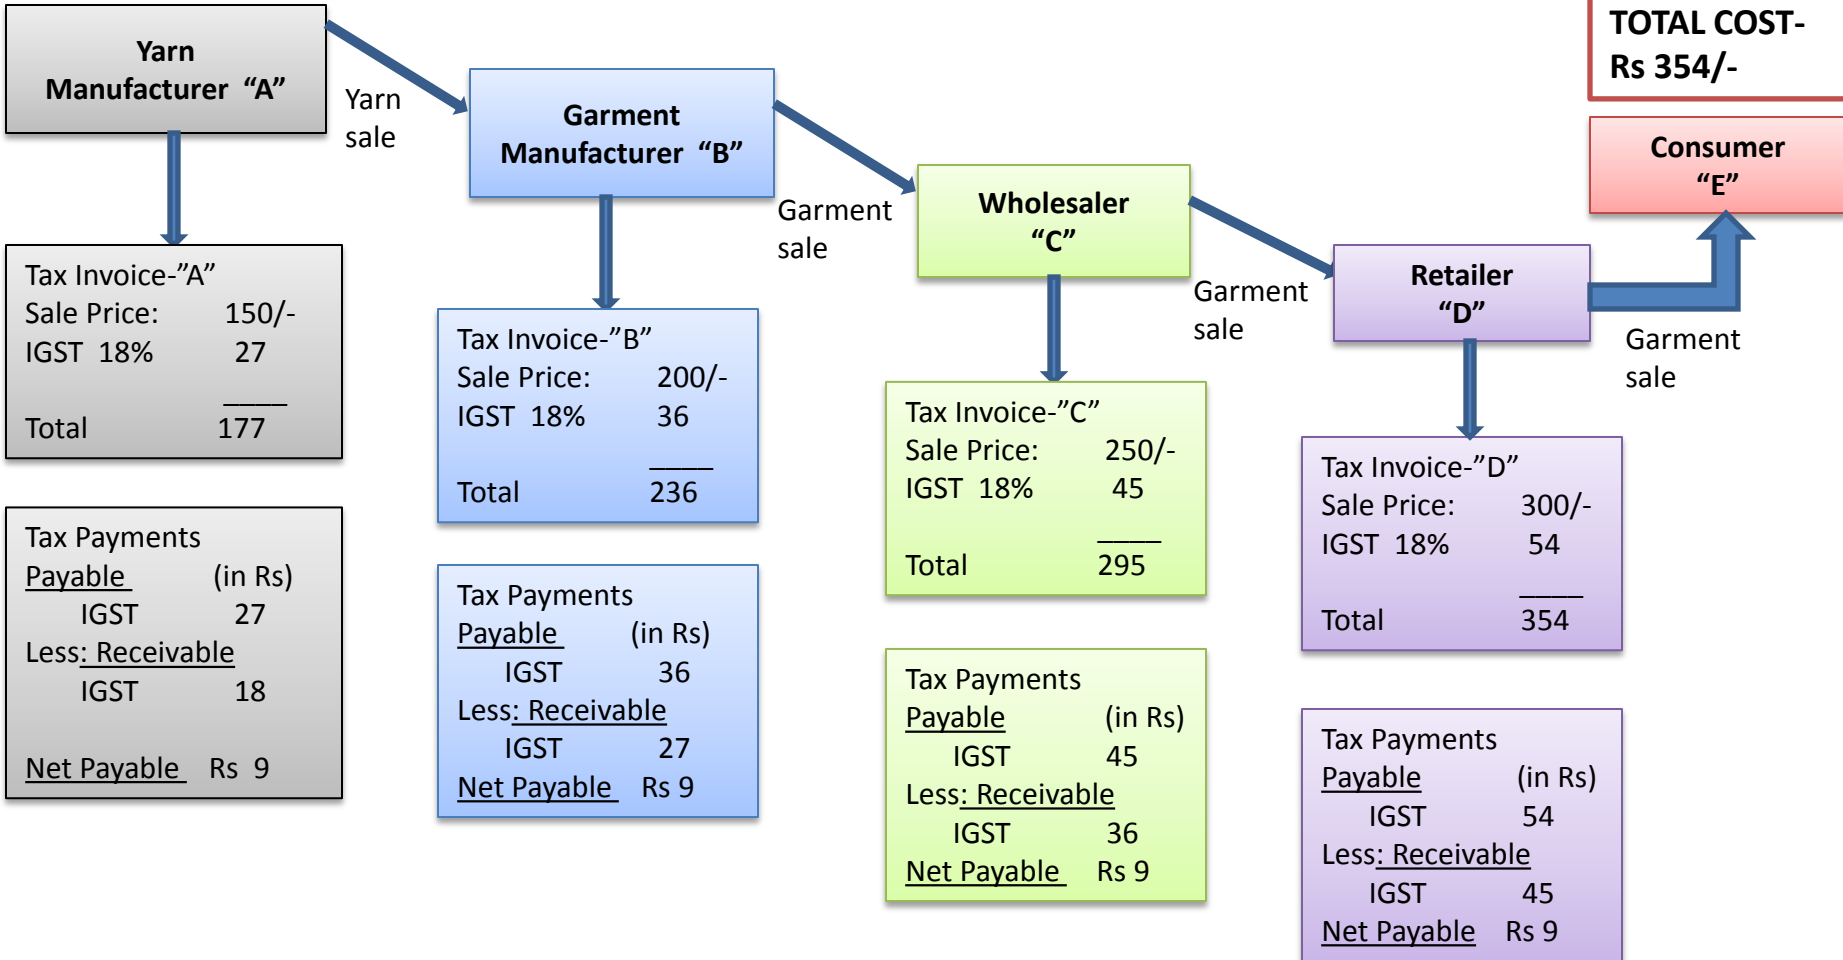 Yarn
Manufacturer “A”
Yarn
sale
Tax Invoice-”A”
Sale Price: 150/-
IGST 18% 27
____
Total 177
Tax Payments
Payable (in Rs)
IGST 27
Less: Receivable
IGST 18
Net Payable Rs 9
Garment
Manufacturer “B”
Garment
sale
Tax Invoice-”B”
Sale Price: 200/-
IGST 18% 36
____
Total 236
Tax Payments
Payable (in Rs)
IGST 36
Less: Receivable
IGST 27
Net Payable Rs 9
Wholesaler
“C”
Garment
sale
Tax Invoice-”C”
Sale Price: 250/-
IGST 18% 45
____
Total 295
Tax Payments
Payable (in Rs)
IGST 45
Less: Receivable
IGST 36
Net Payable Rs 9
Retailer
“D”
Garment
sale
Tax Invoice-”D”
Sale Price: 300/-
IGST 18% 54
____
Total 354
Tax Payments
Payable (in Rs)
IGST 54
Less: Receivable
IGST 45
Net Payable Rs 9
TOTAL COST-
Rs 354/-
Consumer
“E”